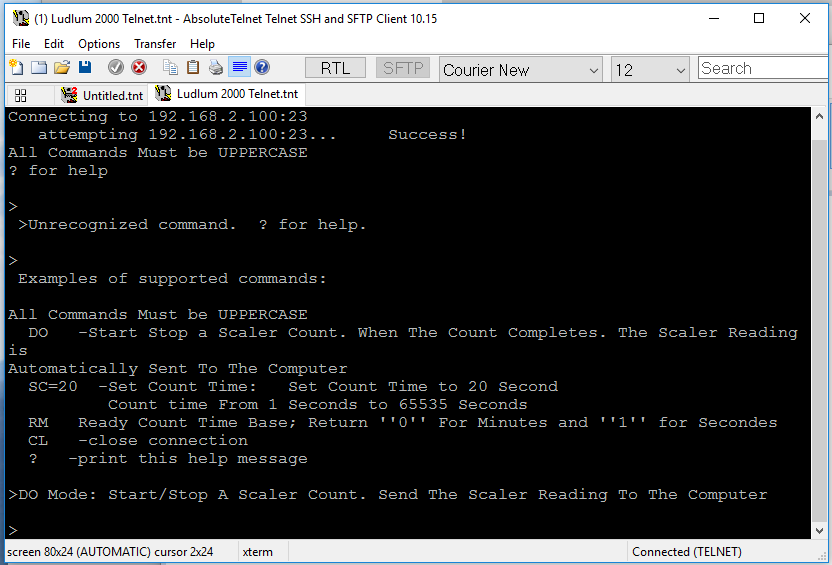 (1) Ludlum 2000 Telnet.tnt - AbsoluteTelnet Telnet SSH and SFTP Client 10.15
File Edit Options Transfer Help
RTL SFTP Courier New 12 Search
Untitled.tnt Ludlum 2000 Telnet.tnt
Connecting to 192.168.2.100:23
attempting 192.168.2.100:23... Success!
All Commands Must be UPPERCASE
? for help
>
>Unrecognized command. ? for help.
>
Examples of supported commands:
All Commands Must be UPPERCASE
DO -Start Stop a Scaler Count. When The Count Completes. The Scaler Reading
is
Automatically Sent To The Computer
SC=20 -Set Count Time: Set Count Time to 20 Second
Count time From 1 Seconds to 65535 Seconds
RM Ready Count Time Base; Return ''0'' For Minutes and ''1'' for Secondes
CL -close connection
? -print this help message
>DO Mode: Start/Stop A Scaler Count. Send The Scaler Reading To The Computer
>
screen 80x24 (AUTOMATIC) cursor 2x24 xterm Connected (TELNET)